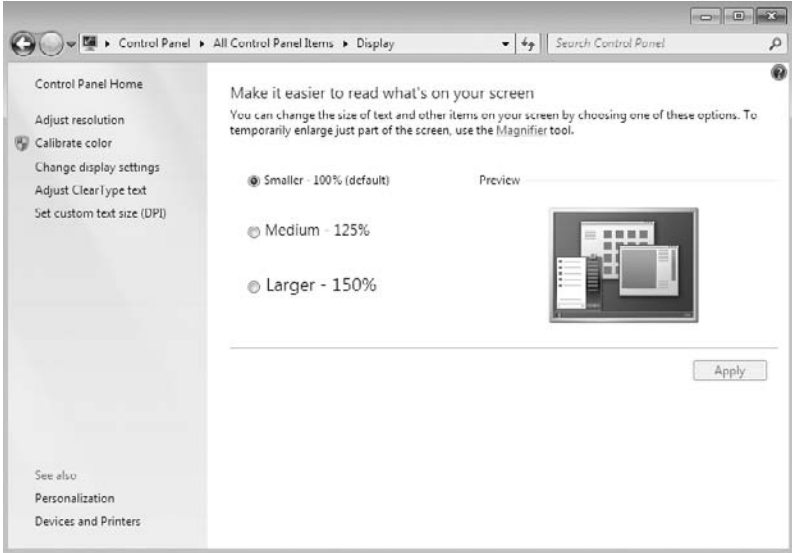 Control Panel ▸ All Control Panel Items ▸ Display
Search Control Panel
Control Panel Home
Adjust resolution
Calibrate color
Change display settings
Adjust ClearType text
Set custom text size (DPI)
See also
Personalization
Devices and Printers
Make it easier to read what's on your screen
You can change the size of text and other items on your screen by choosing one of these options. To
temporarily enlarge just part of the screen, use the Magnifier tool.
Smaller - 100% (default)
Preview
Medium - 125%
Larger - 150%
Apply